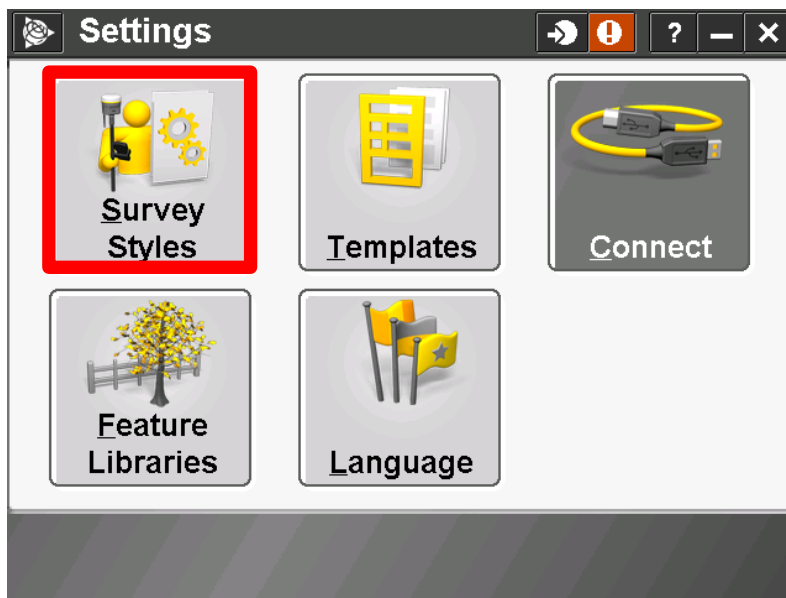 Settings
?
Survey
Styles
Templates
Connect
Feature
Libraries
Language